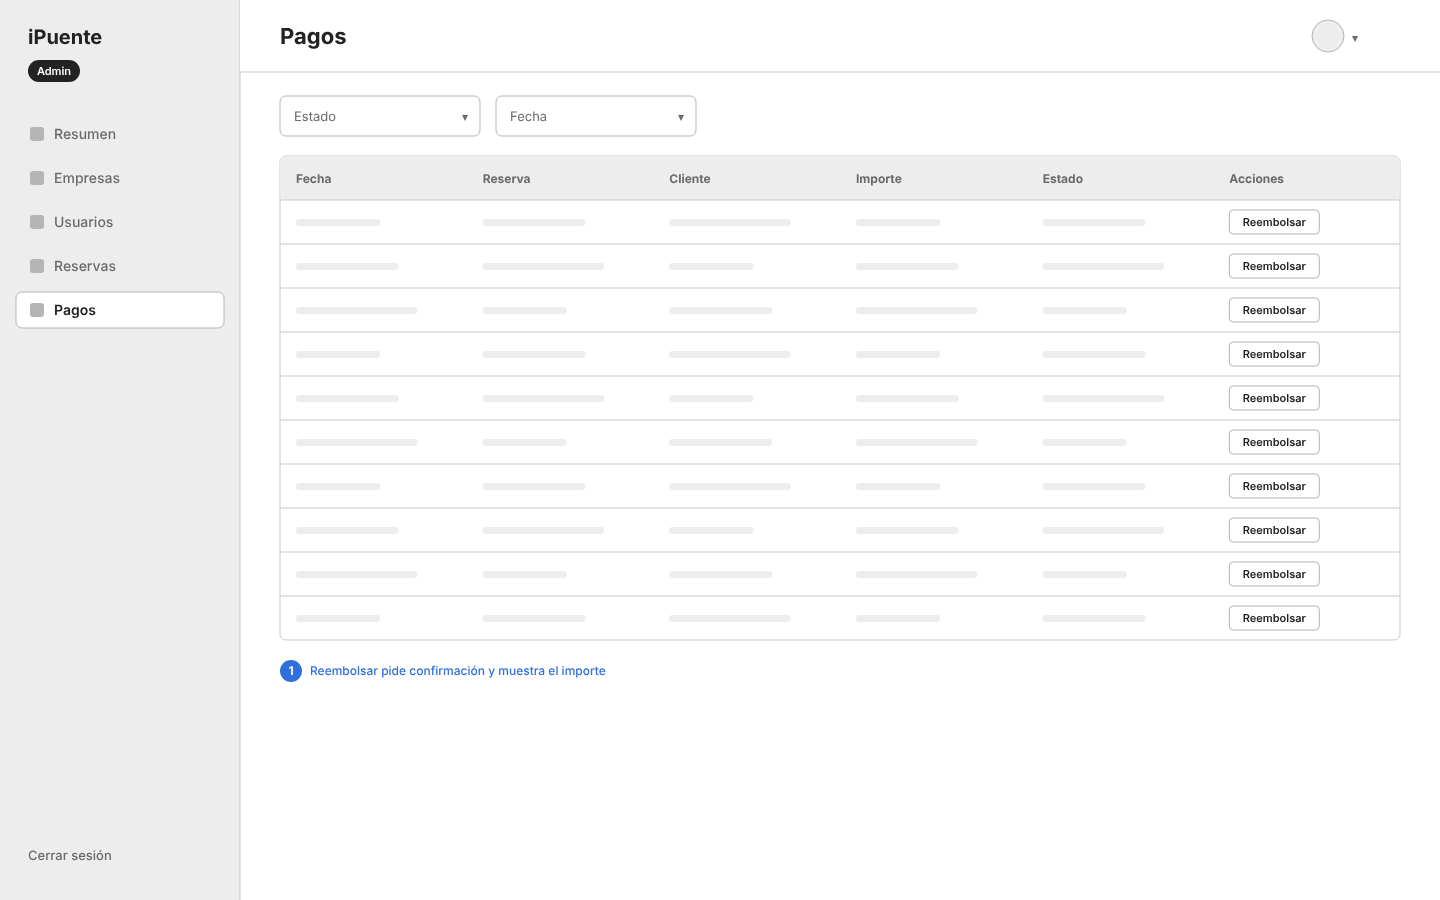 iPuente
Admin
Resumen
Empresas
Usuarios
Reservas
Pagos
Cerrar sesión
Pagos
Estado
Fecha
Fecha Reserva Cliente Importe Estado Acciones
Reembolsar
Reembolsar
Reembolsar
Reembolsar
Reembolsar
Reembolsar
Reembolsar
Reembolsar
Reembolsar
Reembolsar
1 Reembolsar pide confirmación y muestra el importe